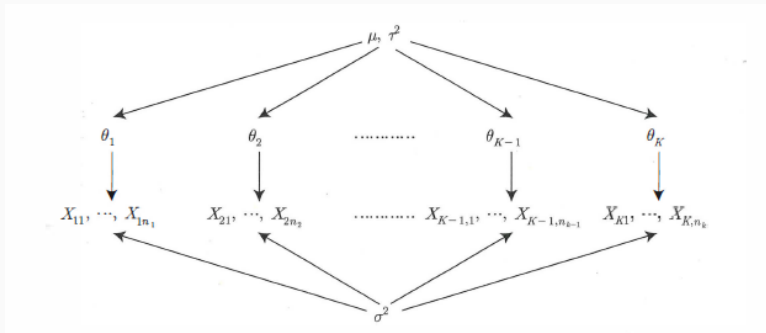 μ, τ²
θ₁ θ₂ ............ θ_{K−1} θ_K
X₁₁, ⋯, X_{1n₁} X₂₁, ⋯, X_{2n₂} ............ X_{K−1,1}, ⋯, X_{K−1,n_{k−1}} X_{K1}, ⋯, X_{K,n_k}
σ²